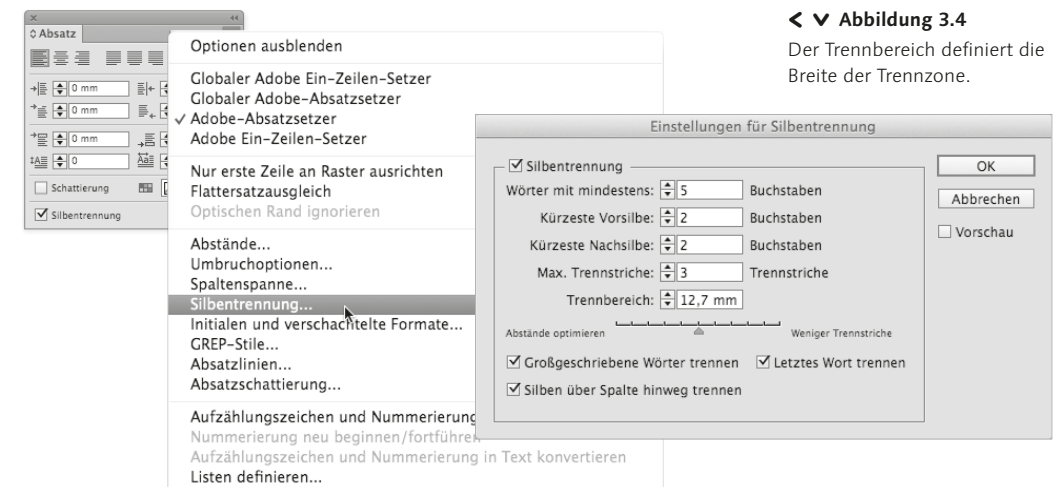 Abbildung 3.4
Der Trennbereich definiert die
Breite der Trennzone.
Absatz
0 mm
0 mm
0 mm
0
Schattierung
Silbentrennung
Optionen ausblenden
Globaler Adobe Ein-Zeilen-Setzer
Globaler Adobe-Absatzsetzer
Adobe-Absatzsetzer
Adobe Ein-Zeilen-Setzer
Nur erste Zeile an Raster ausrichten
Flattersatzausgleich
Optischen Rand ignorieren
Abstände...
Umbruchoptionen...
Spaltenspanne...
Silbentrennung...
Initialen und verschachtelte Formate...
GREP-Stile...
Absatzlinien...
Absatzschattierung...
Aufzählungszeichen und Nummerierung
Nummerierung neu beginnen/fortführen
Aufzählungszeichen und Nummerierung in Text konvertieren
Listen definieren...
Einstellungen für Silbentrennung
Silbentrennung
Wörter mit mindestens: 5 Buchstaben
Kürzeste Vorsilbe: 2 Buchstaben
Kürzeste Nachsilbe: 2 Buchstaben
Max. Trennstriche: 3 Trennstriche
Trennbereich: 12,7 mm
Abstände optimieren Weniger Trennstriche
Großgeschriebene Wörter trennen Letztes Wort trennen
Silben über Spalte hinweg trennen
OK
Abbrechen
Vorschau